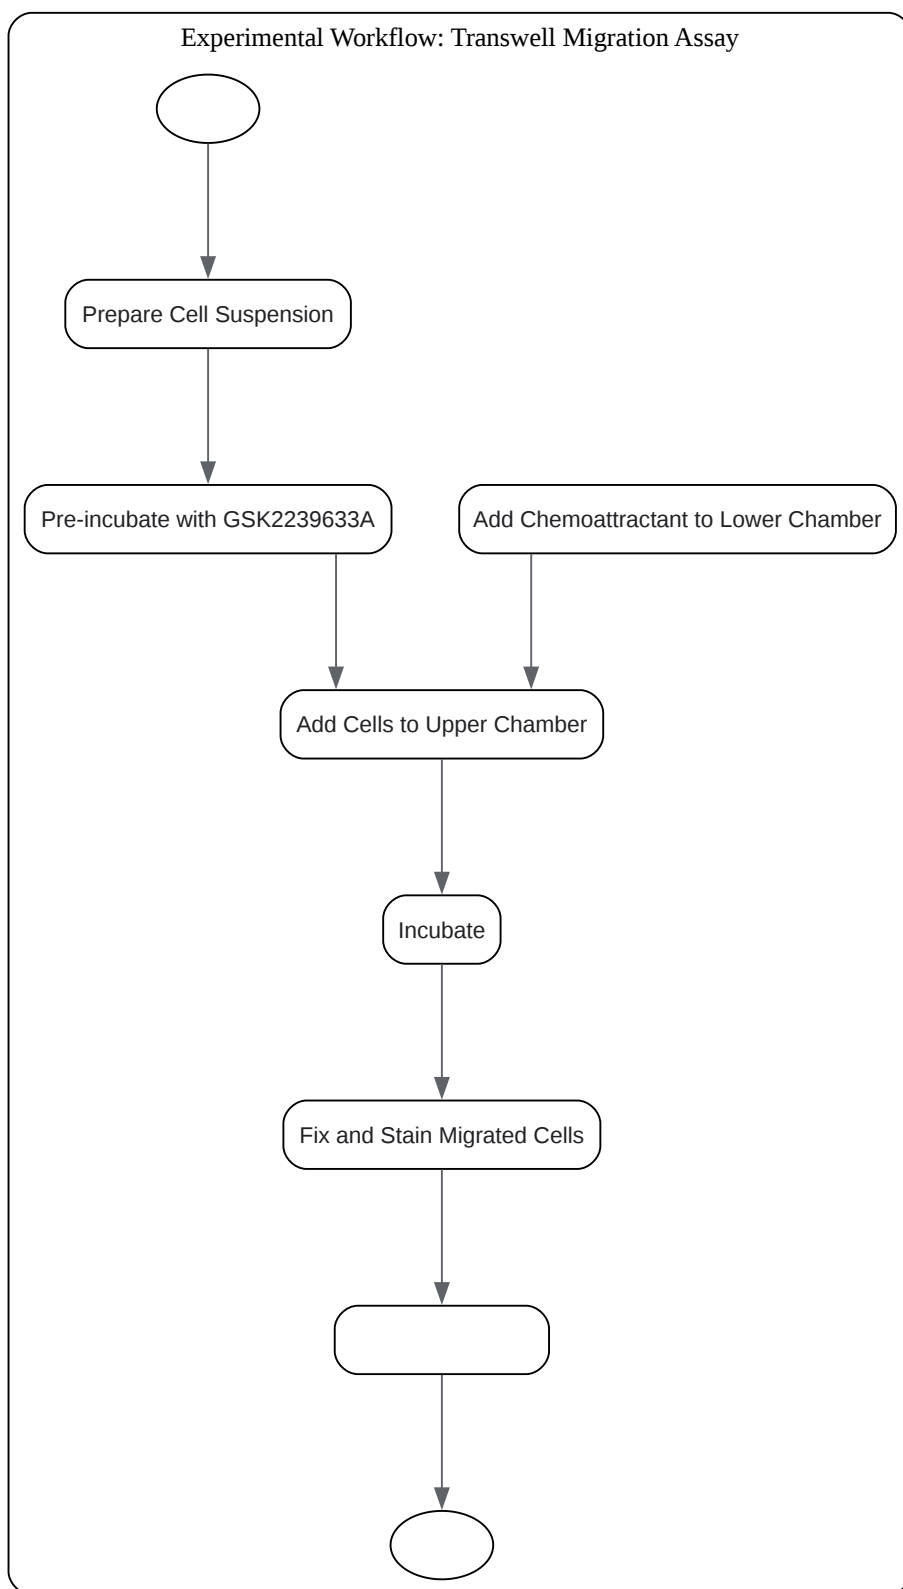 Experimental Workflow: Transwell Migration Assay
Prepare Cell Suspension
Pre-incubate with GSK2239633A
Add Chemoattractant to Lower Chamber
Add Cells to Upper Chamber
Incubate
Fix and Stain Migrated Cells